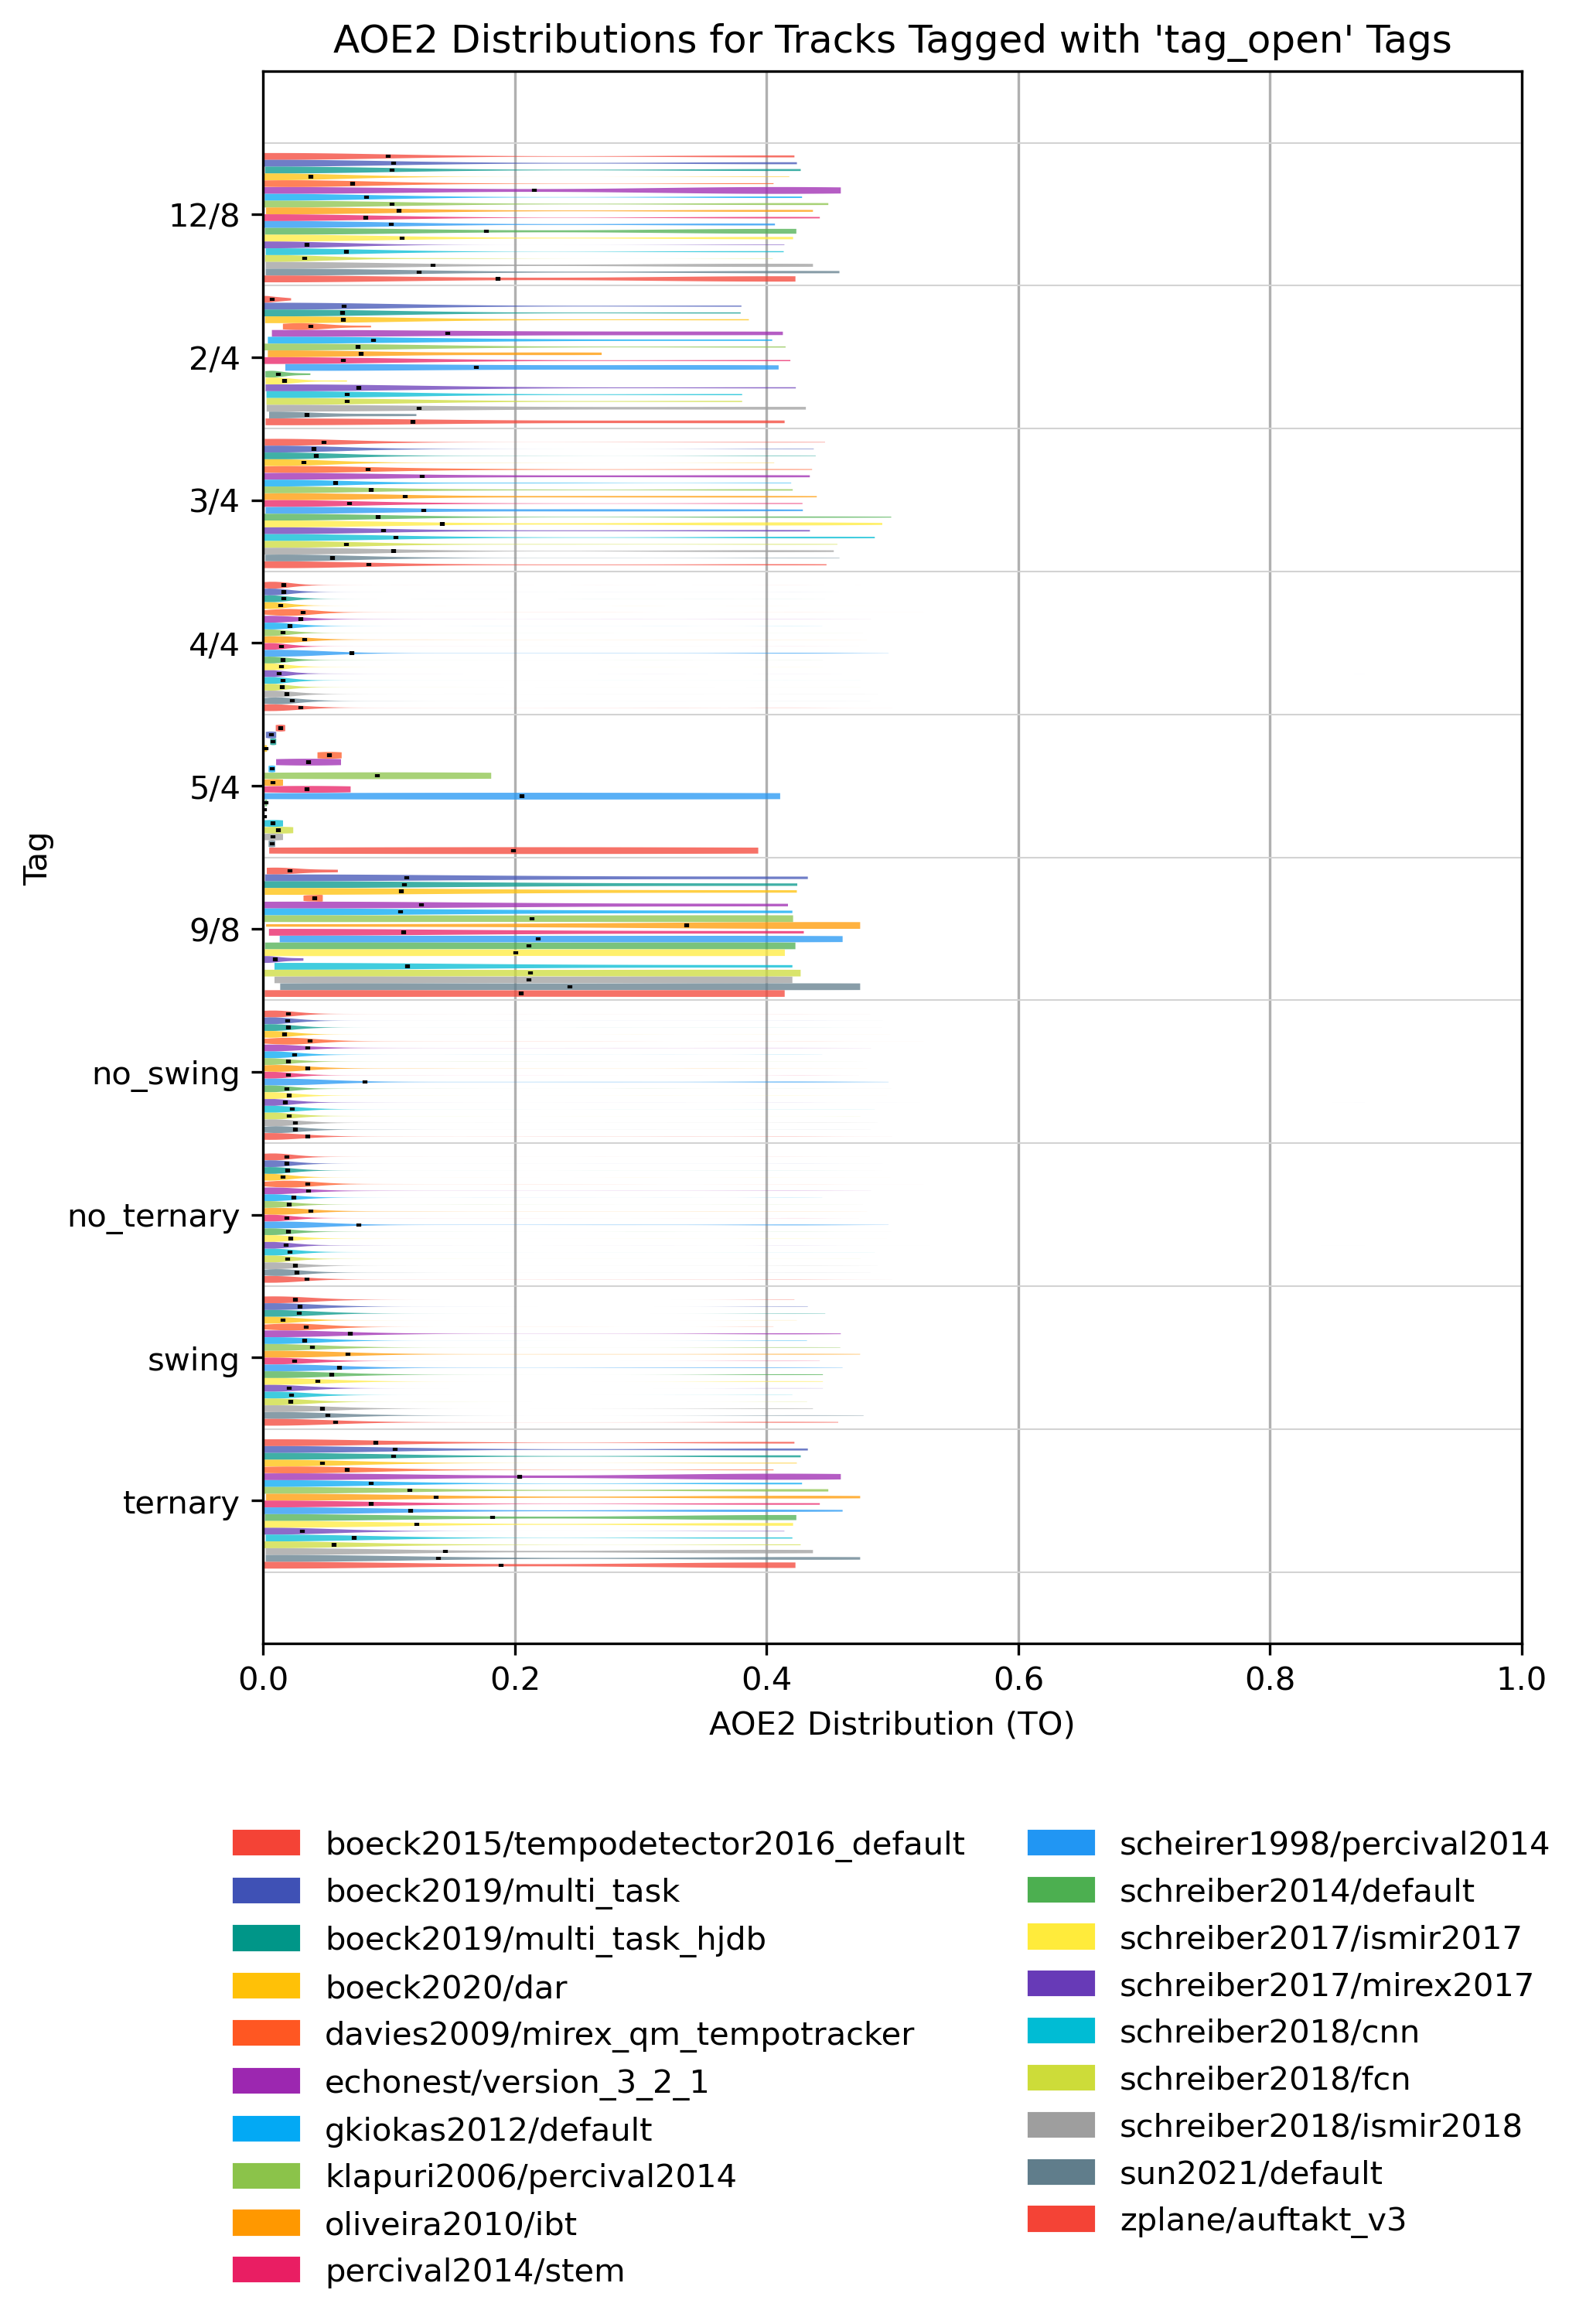 AOE2 Distributions for Tracks Tagged with 'tag_open' Tags
12/8
2/4
3/4
4/4
5/4
9/8
no_swing
no_ternary
swing
ternary
Tag
0.0 0.2 0.4 0.6 0.8 1.0
AOE2 Distribution (TO)
boeck2015/tempodetector2016_default
boeck2019/multi_task
boeck2019/multi_task_hjdb
boeck2020/dar
davies2009/mirex_qm_tempotracker
echonest/version_3_2_1
gkiokas2012/default
klapuri2006/percival2014
oliveira2010/ibt
percival2014/stem
scheirer1998/percival2014
schreiber2014/default
schreiber2017/ismir2017
schreiber2017/mirex2017
schreiber2018/cnn
schreiber2018/fcn
schreiber2018/ismir2018
sun2021/default
zplane/auftakt_v3